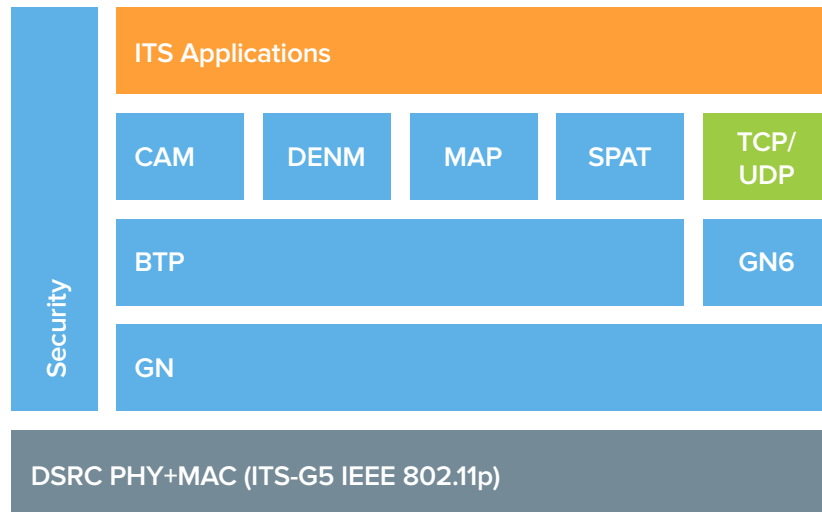 ITS Applications
CAM
DENM
MAP
SPAT
TCP/
UDP
BTP
GN6
Security
GN
DSRC PHY+MAC (ITS-G5 IEEE 802.11p)